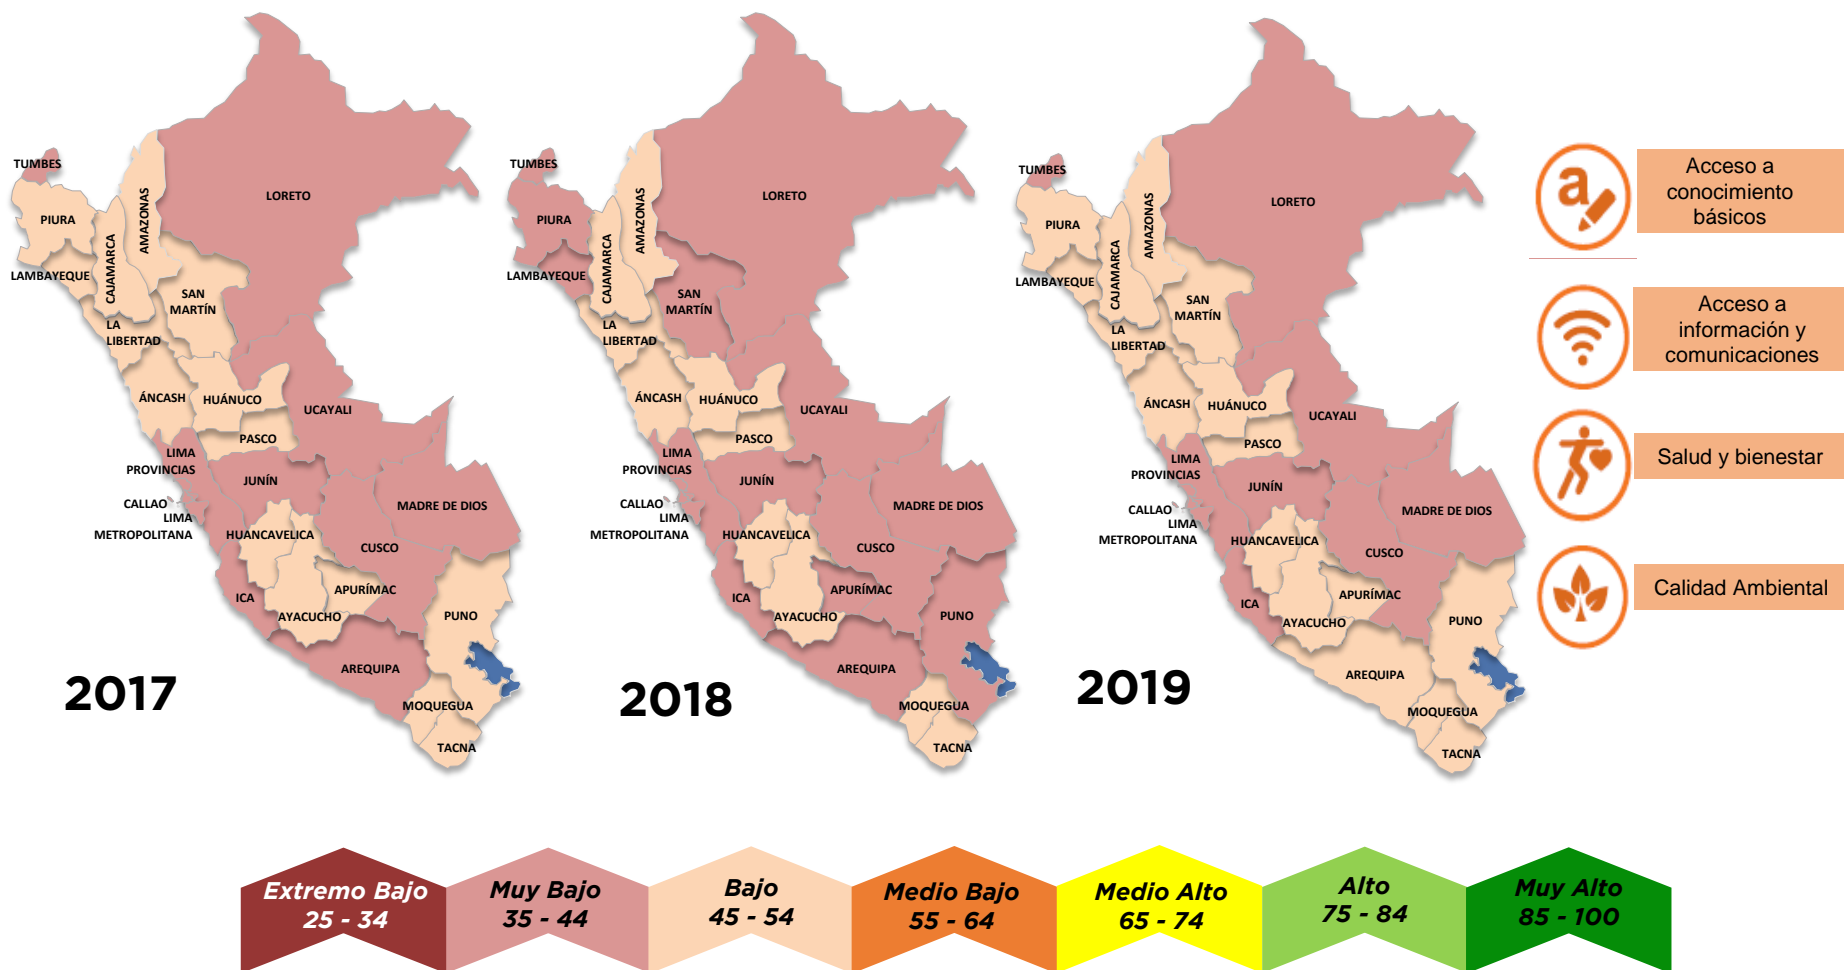 TUMBES
PIURA
LAMBAYEQUE
CAJAMARCA
AMAZONAS
LORETO
SAN
MARTÍN
LA
LIBERTAD
ÁNCASH
HUÁNUCO
UCAYALI
PASCO
LIMA
PROVINCIAS
JUNÍN
CALLAO
LIMA
METROPOLITANA
MADRE DE DIOS
HUANCAVELICA
CUSCO
ICA
APURÍMAC
AYACUCHO
PUNO
AREQUIPA
MOQUEGUA
TACNA
2017
TUMBES
PIURA
LAMBAYEQUE
CAJAMARCA
AMAZONAS
LORETO
SAN
MARTÍN
LA
LIBERTAD
ÁNCASH
HUÁNUCO
UCAYALI
PASCO
LIMA
PROVINCIAS
JUNÍN
CALLAO
LIMA
METROPOLITANA
MADRE DE DIOS
HUANCAVELICA
CUSCO
ICA
APURÍMAC
AYACUCHO
PUNO
AREQUIPA
MOQUEGUA
TACNA
2018
TUMBES
PIURA
LAMBAYEQUE
CAJAMARCA
AMAZONAS
LORETO
SAN
MARTÍN
LA
LIBERTAD
ÁNCASH
HUÁNUCO
UCAYALI
PASCO
LIMA
PROVINCIAS
JUNÍN
CALLAO
LIMA
METROPOLITANA
MADRE DE DIOS
HUANCAVELICA
CUSCO
ICA
APURÍMAC
AYACUCHO
PUNO
AREQUIPA
MOQUEGUA
TACNA
2019
a
Acceso a
conocimiento
básicos
Acceso a
información y
comunicaciones
Salud y bienestar
Calidad Ambiental
Extremo Bajo
25 - 34
Muy Bajo
35 - 44
Bajo
45 - 54
Medio Bajo
55 - 64
Medio Alto
65 - 74
Alto
75 - 84
Muy Alto
85 - 100